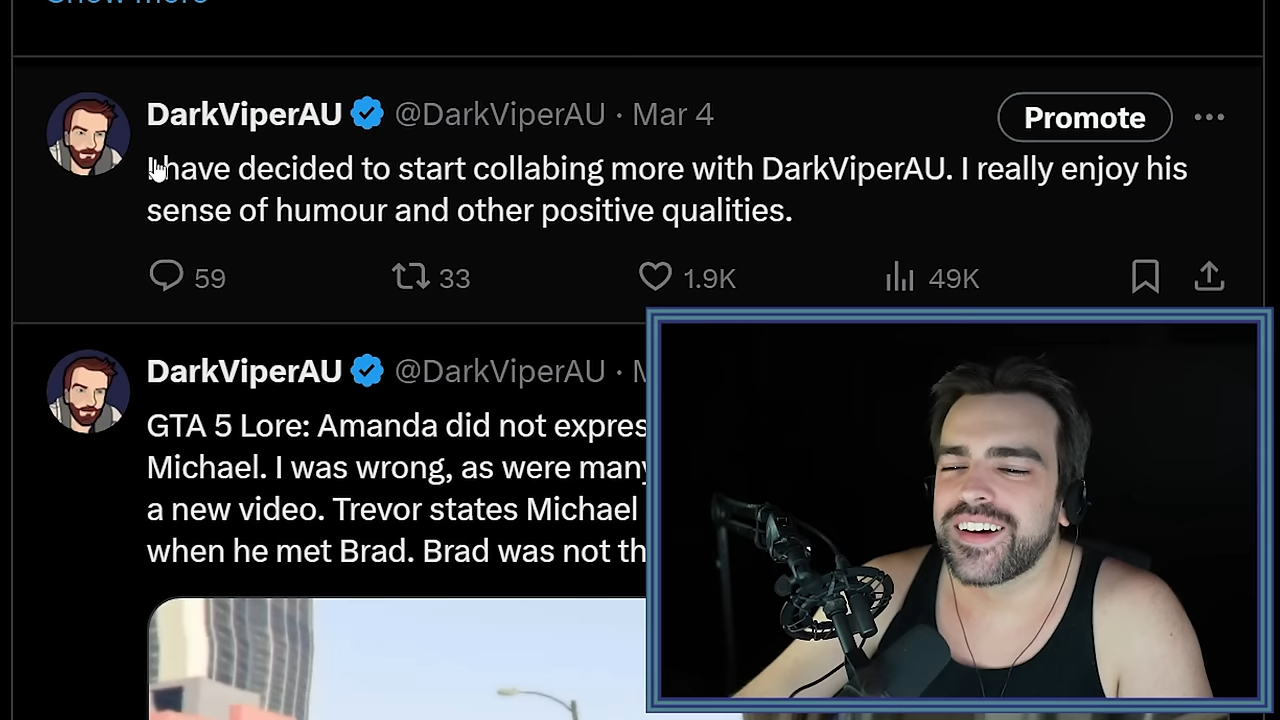 Show more
DarkViperAU @DarkViperAU · Mar 4
Promote
I have decided to start collabing more with DarkViperAU. I really enjoy his
sense of humour and other positive qualities.
59 33 1.9K 49K
DarkViperAU @DarkViperAU ·
GTA 5 Lore: Amanda did not
Michael. I was wrong, as were many
a new video. Trevor states Michael
when he met Brad. Brad was not